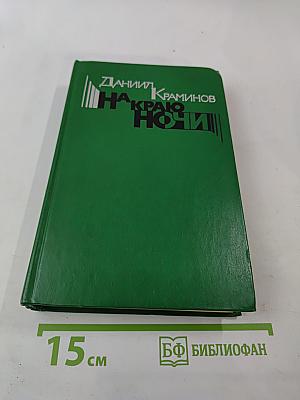 ДАНИИЛ
КРАМИНОВ
НА КРАЮ
НОЧИ
15 см
БФ БИБЛИОФАН